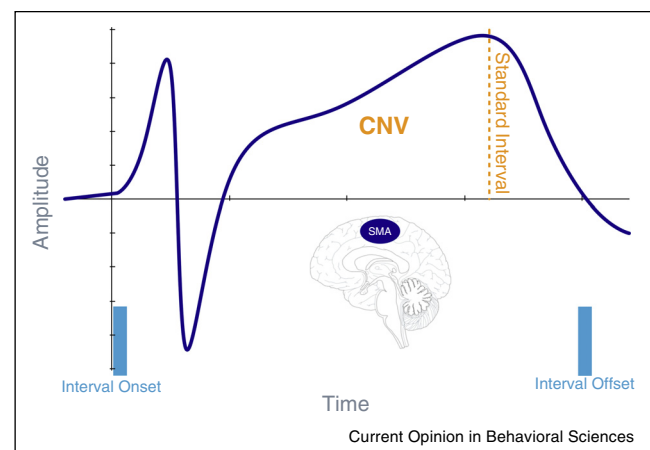 Amplitude
CNV
Standard Interval
SMA
Interval Onset
Interval Offset
Time
Current Opinion in Behavioral Sciences